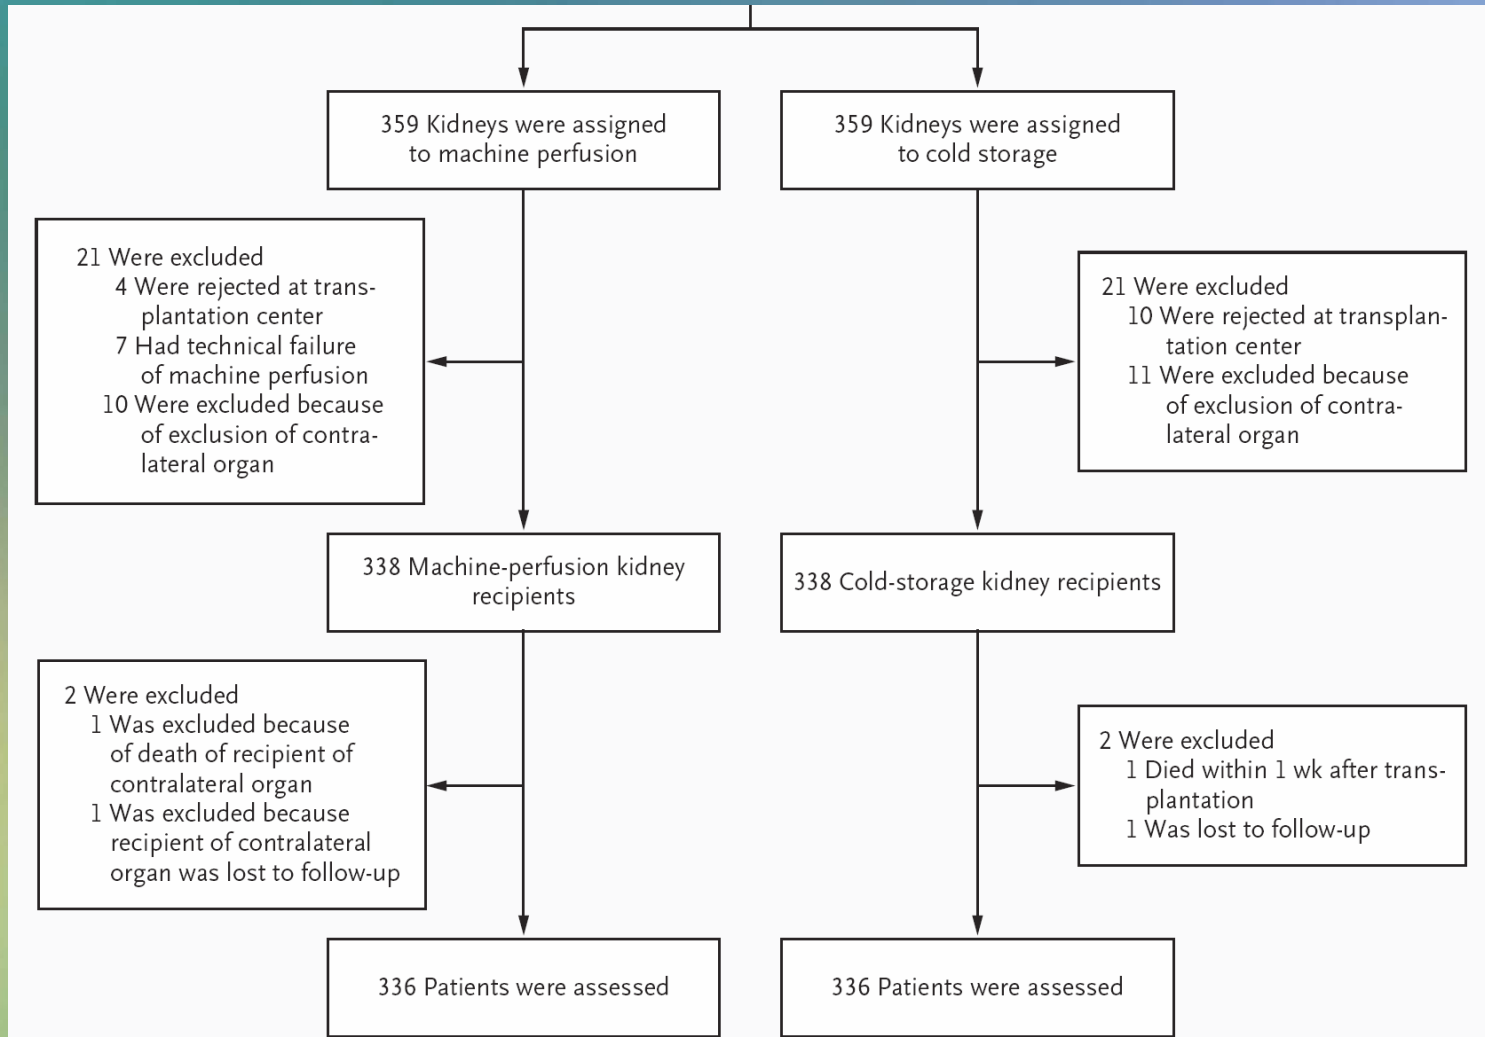 359 Kidneys were assigned
to machine perfusion
359 Kidneys were assigned
to cold storage
21 Were excluded
4 Were rejected at trans-
plantation center
7 Had technical failure
of machine perfusion
10 Were excluded because
of exclusion of contra-
lateral organ
21 Were excluded
10 Were rejected at transplan-
tation center
11 Were excluded because
of exclusion of contra-
lateral organ
338 Machine-perfusion kidney
recipients
338 Cold-storage kidney recipients
2 Were excluded
1 Was excluded because
of death of recipient of
contralateral organ
1 Was excluded because
recipient of contralateral
organ was lost to follow-up
2 Were excluded
1 Died within 1 wk after trans-
plantation
1 Was lost to follow-up
336 Patients were assessed
336 Patients were assessed